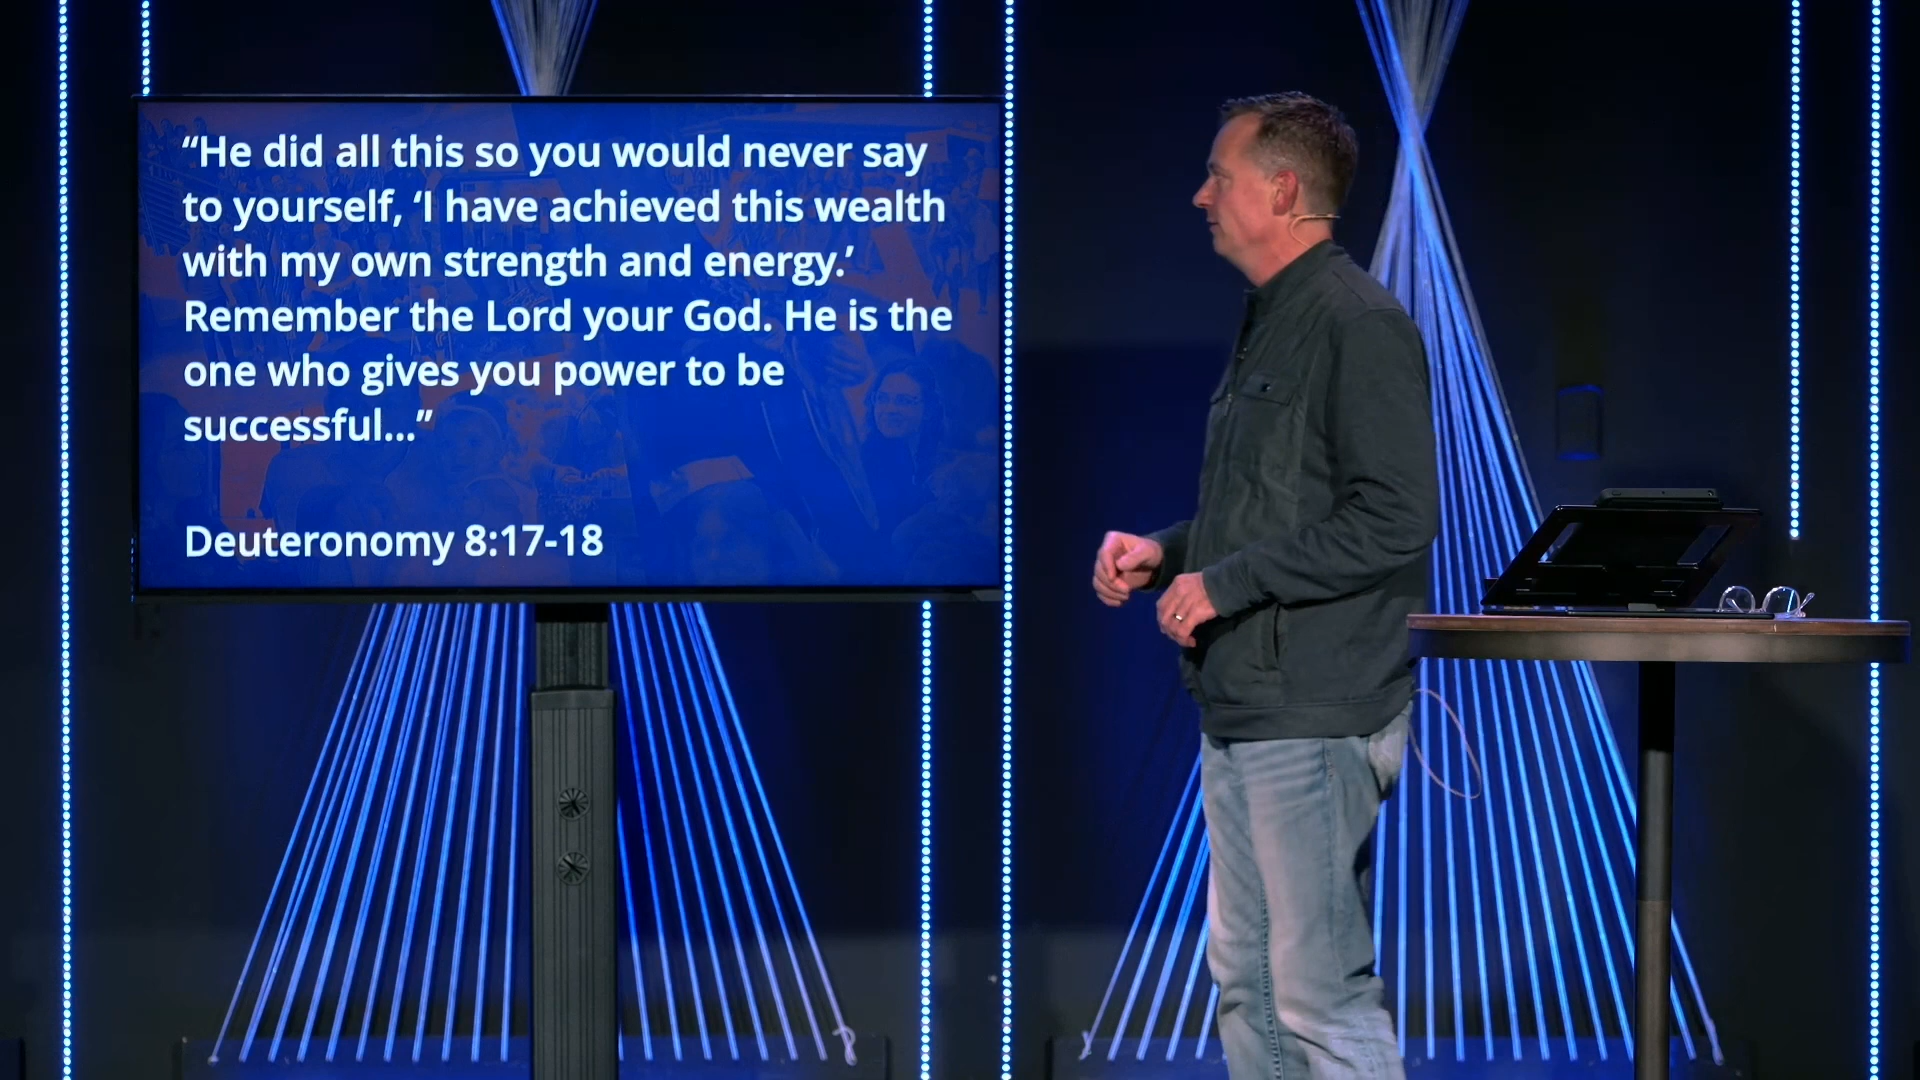 “He did all this so you would never say
to yourself, ‘I have achieved this wealth
with my own strength and energy.’
Remember the Lord your God. He is the
one who gives you power to be
successful...”
Deuteronomy 8:17-18